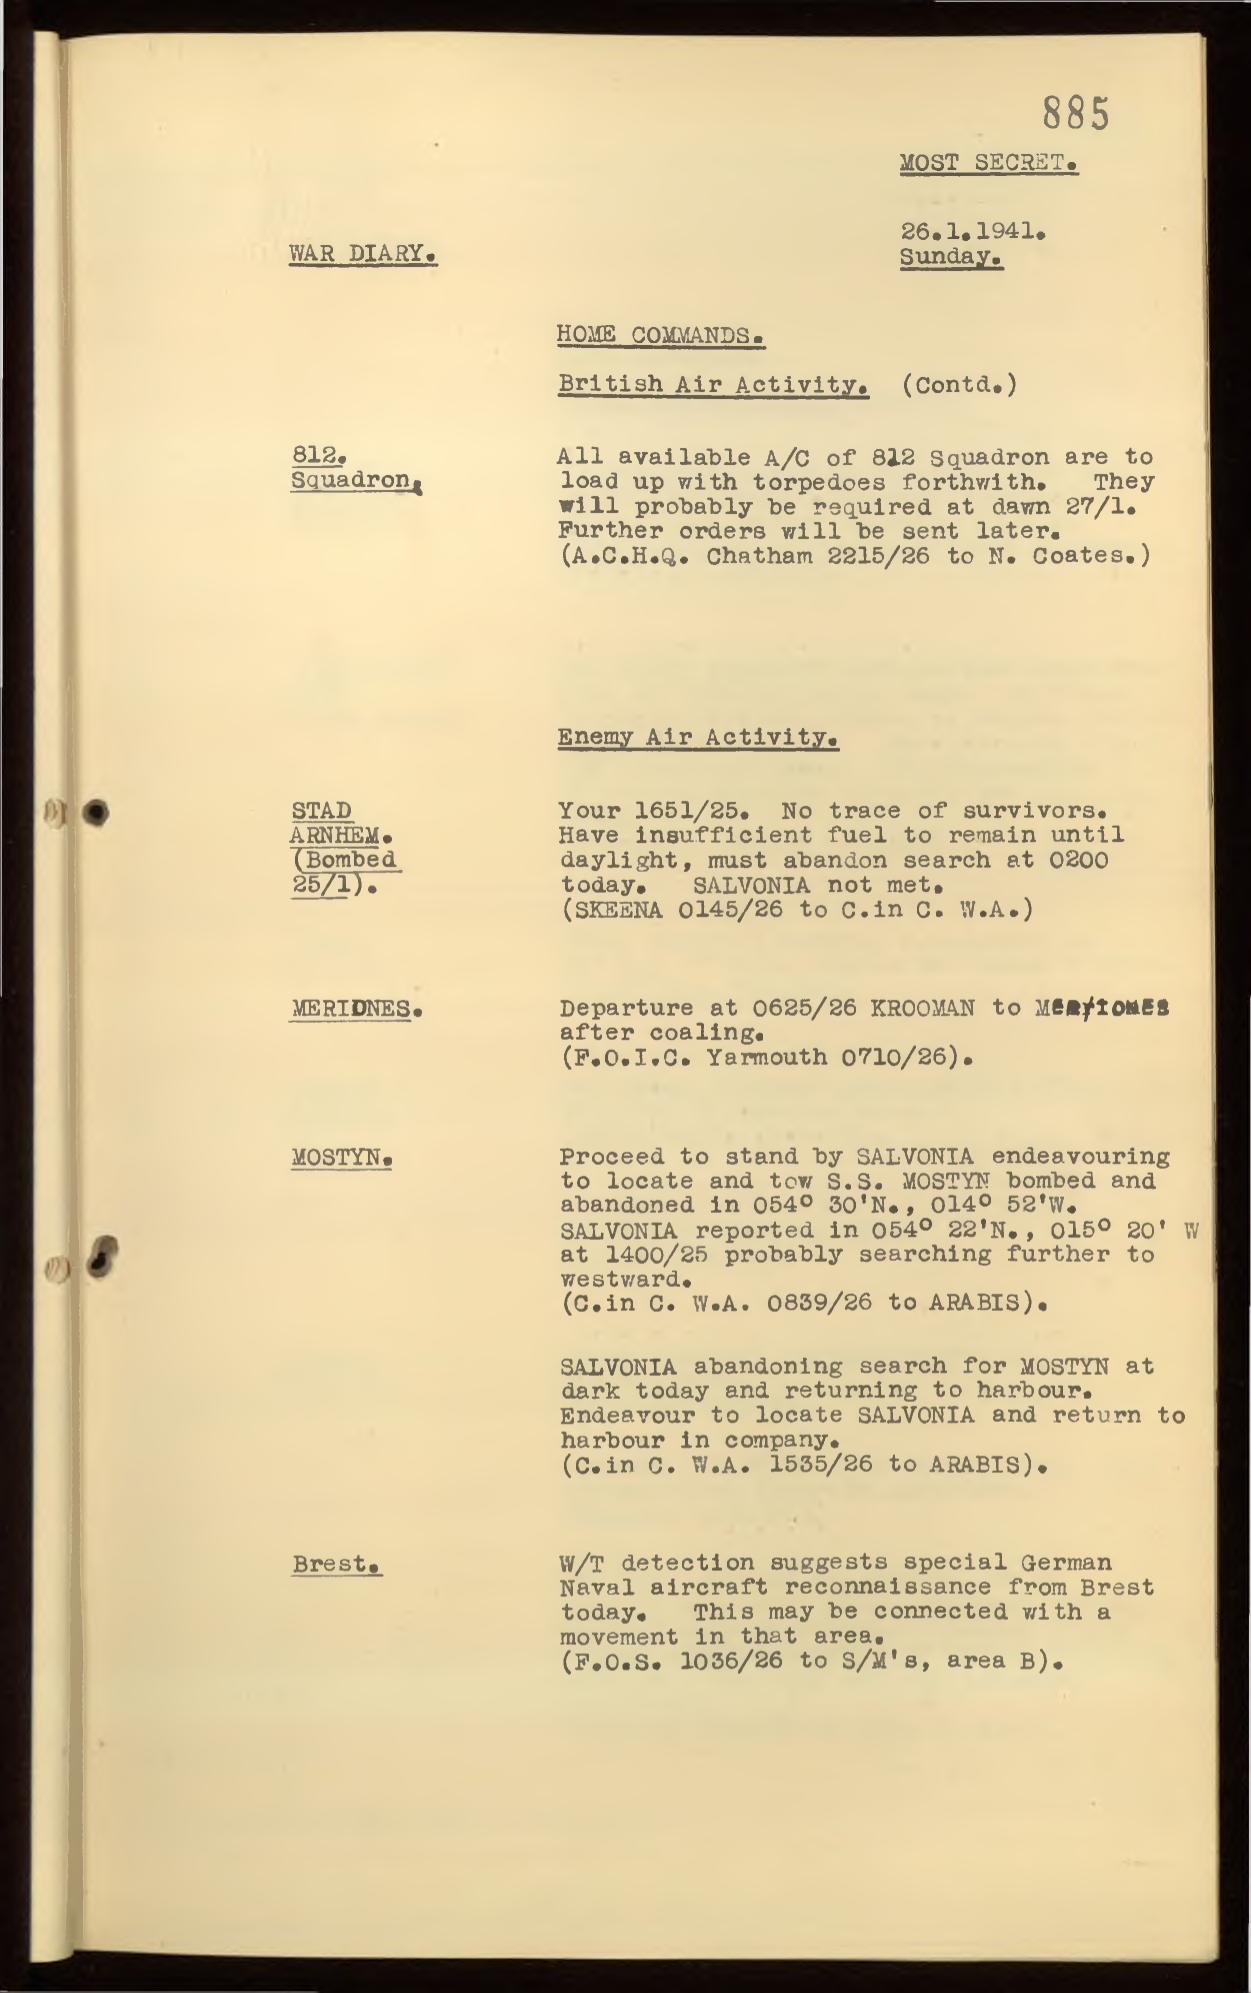 885
MOST SECRET.
26.1.1941.
Sunday.
WAR DIARY.
HOME COMMANDS.
British Air Activity. (Contd.)
812.
Squadron.
All available A/C of 812 Squadron are to
load up with torpedoes forthwith. They
will probably be required at dawn 27/1.
Further orders will be sent later.
(A.C.H.Q. Chatham 2215/26 to N. Coates.)
Enemy Air Activity.
STAD
ARNHEM.
(Bombed
25/1).
Your 1651/25. No trace of survivors.
Have insufficient fuel to remain until
daylight, must abandon search at 0200
today. SALVONIA not met.
(SKEENA 0145/26 to C.in C. W.A.)
MERIONES.
Departure at 0625/26 KROOMAN to
after coaling.
(F.O.I.C. Yarmouth 0710/26).
MOSTYN.
Proceed to stand by SALVONIA endeavouring
to locate and tow S.S. MOSTYN bombed and
abandoned in 054° 30'N., 014° 52'W.
SALVONIA reported in 054° 22'N., 015° 20' W
at 1400/25 probably searching further to
westward.
(C.in C. W.A. 0839/26 to ARABIS).
SALVONIA abandoning search for MOSTYN at
dark today and returning to harbour.
Endeavour to locate SALVONIA and return to
harbour in company.
(C.in C. W.A. 1535/26 to ARABIS).
Brest.
W/T detection suggests special German
Naval aircraft reconnaissance from Brest
today. This may be connected with a
movement in that area.
(F.O.S. 1036/26 to S/M's, area B).